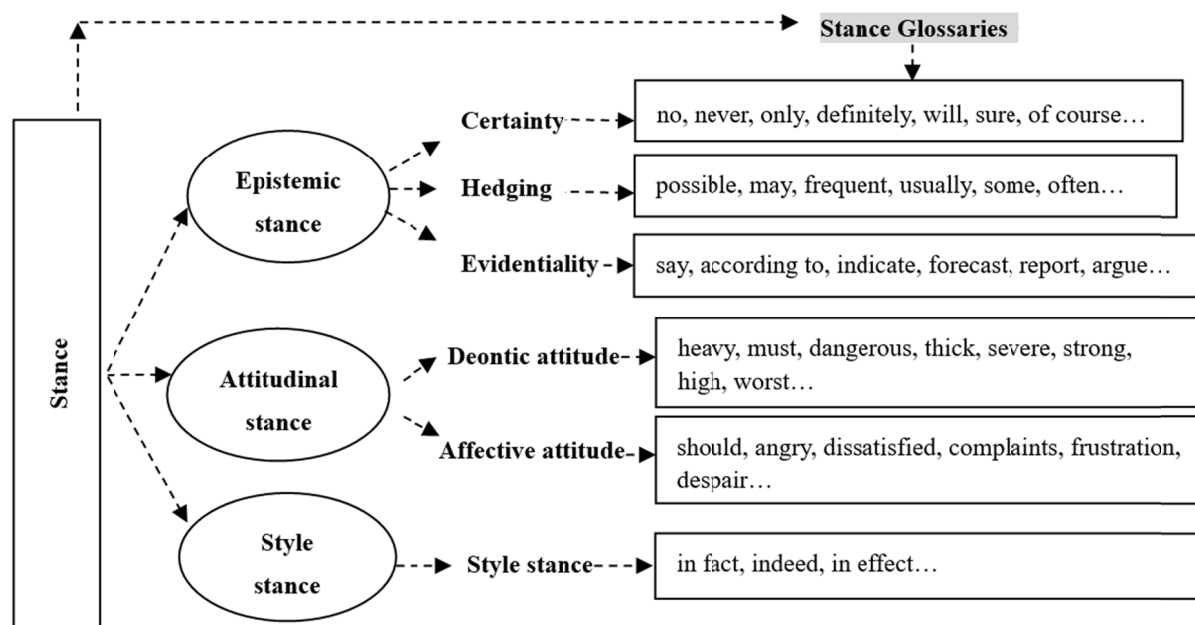 Stance Glossaries
Stance
Epistemic
stance
Certainty
no, never, only, definitely, will, sure, of course…
Hedging
possible, may, frequent, usually, some, often…
Evidentiality
say, according to, indicate, forecast, report, argue…
Attitudinal
stance
Deontic attitude
heavy, must, dangerous, thick, severe, strong,
high, worst…
Affective attitude
should, angry, dissatisfied, complaints, frustration,
despair…
Style
stance
Style stance
in fact, indeed, in effect…